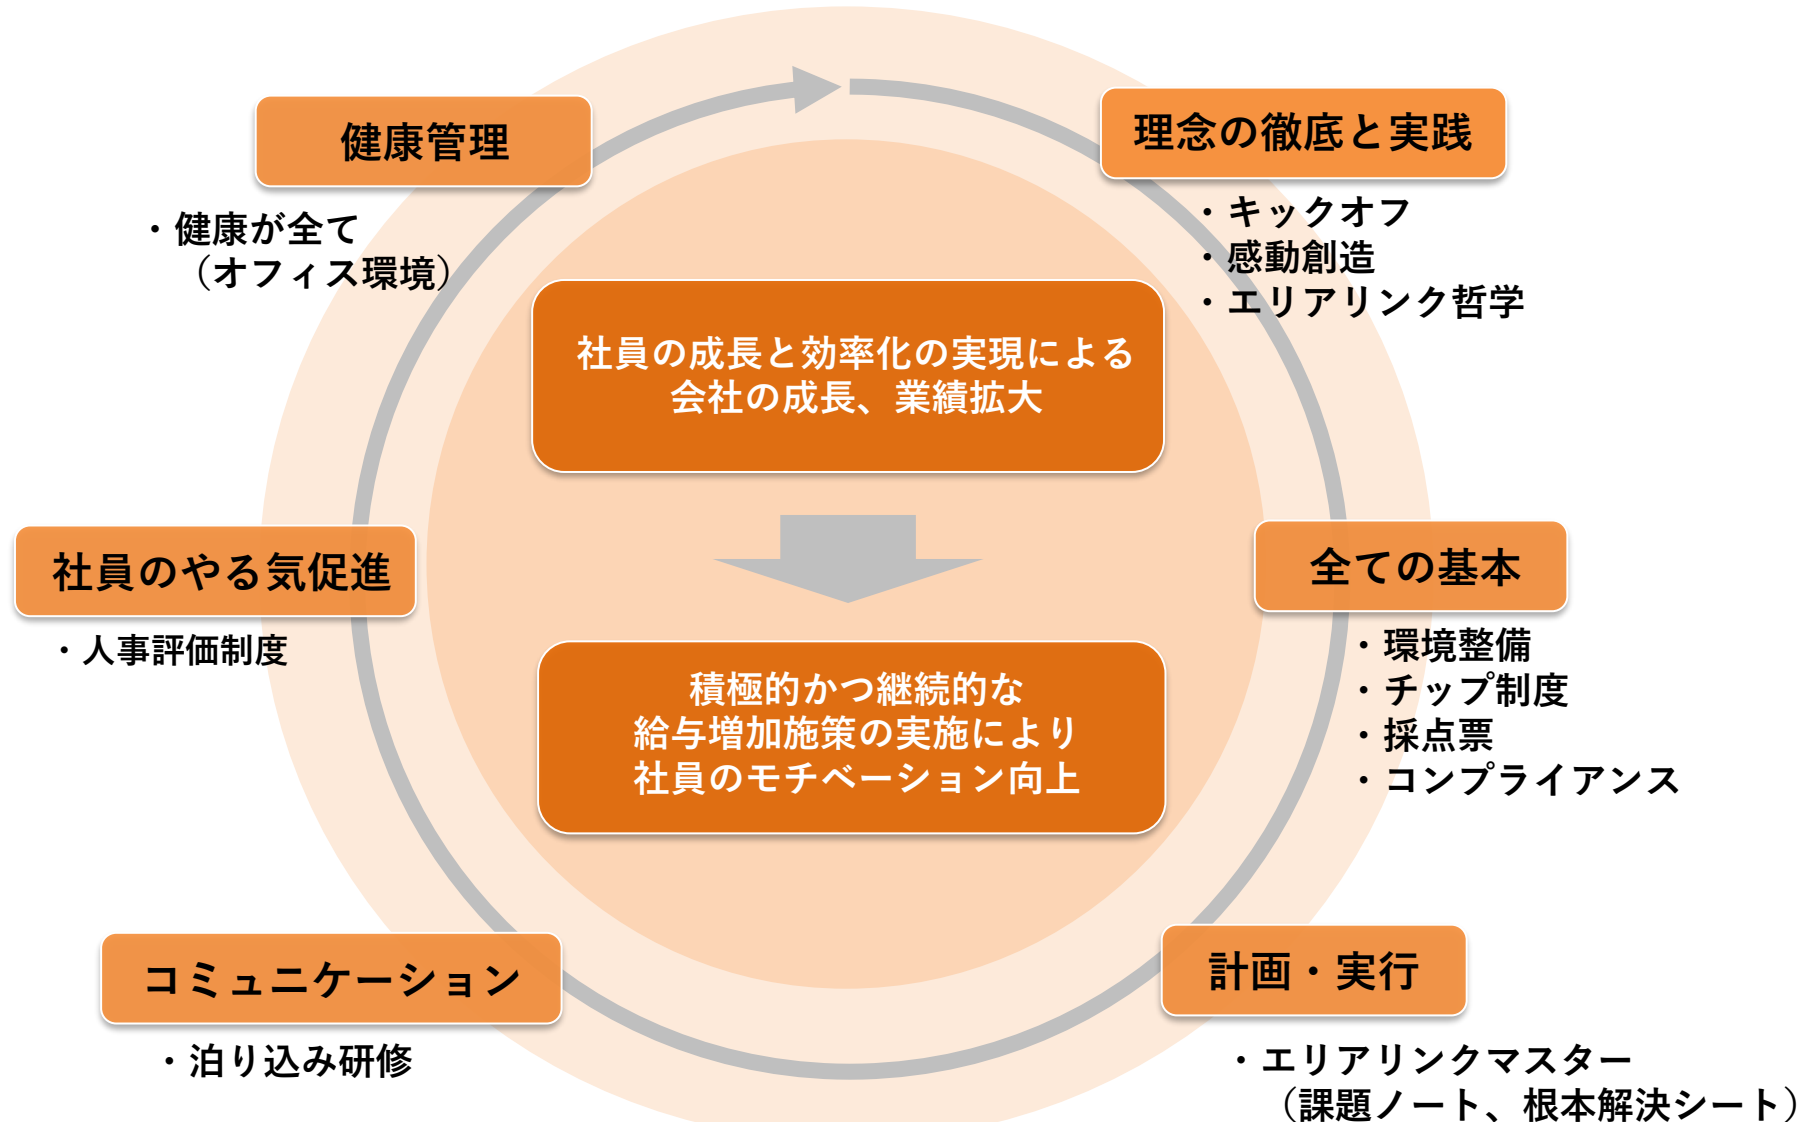 健康管理
・健康が全て
（オフィス環境）
理念の徹底と実践
・キックオフ
・感動創造
・エリアリンク哲学
社員の成長と効率化の実現による
会社の成長、業績拡大
社員のやる気促進
・人事評価制度
全ての基本
・環境整備
・チップ制度
・採点票
・コンプライアンス
積極的かつ継続的な
給与増加施策の実施により
社員のモチベーション向上
コミュニケーション
・泊り込み研修
計画・実行
・エリアリンクマスター
（課題ノート、根本解決シート）